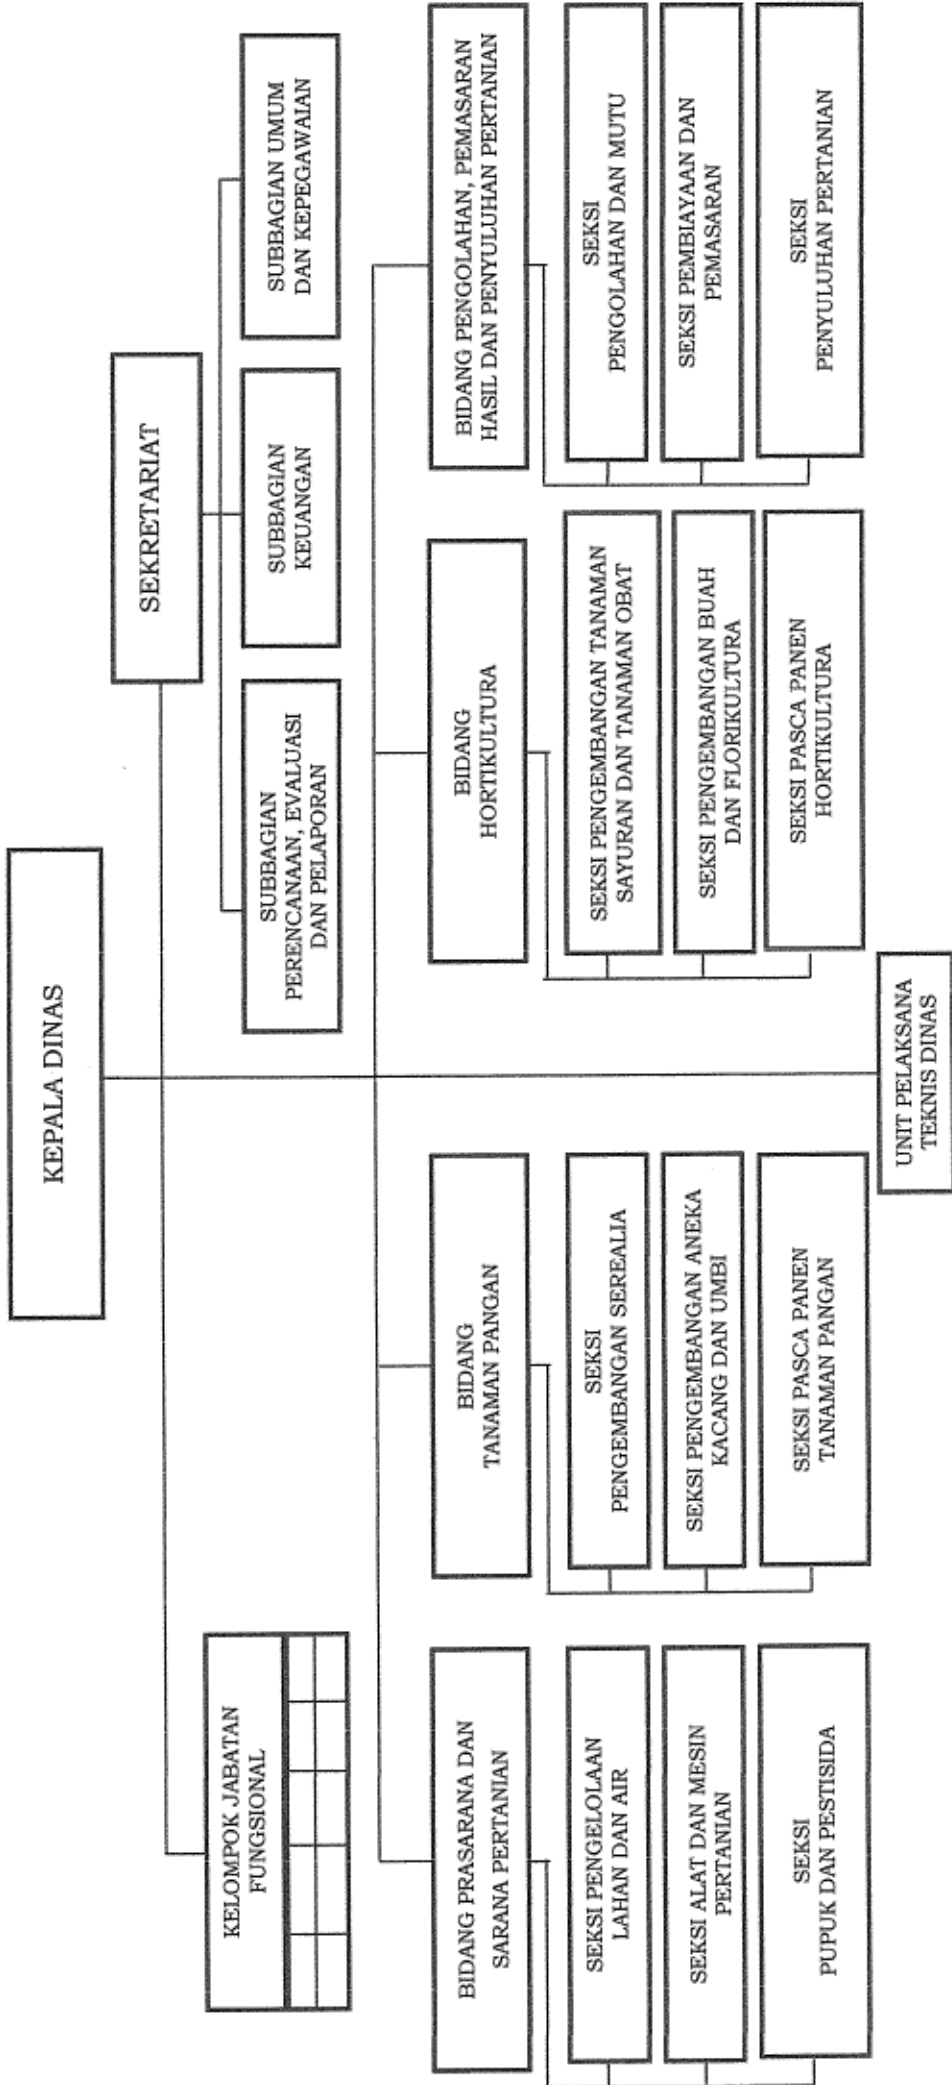 KEPALA DINAS
SEKRETARIAT
KELOMPOK JABATAN
FUNGSIONAL
SUBBAGIAN
PERENCANAAN, EVALUASI
DAN PELAPORAN
SUBBAGIAN
KEUANGAN
SUBBAGIAN UMUM
DAN KEPEGAWAIAN
BIDANG PRASARANA DAN
SARANA PERTANIAN
SEKSI PENGELOLAAN
LAHAN DAN AIR
SEKSI ALAT DAN MESIN
PERTANIAN
SEKSI
PUPUK DAN PESTISIDA
BIDANG
TANAMAN PANGAN
SEKSI
PENGEMBANGAN SEREALIA
SEKSI PENGEMBANGAN ANEKA
KACANG DAN UMBI
SEKSI PASCA PANEN
TANAMAN PANGAN
BIDANG
HORTIKULTURA
SEKSI PENGEMBANGAN TANAMAN
SAYURAN DAN TANAMAN OBAT
SEKSI PENGEMBANGAN BUAH
DAN FLORIKULTURA
SEKSI PASCA PANEN
HORTIKULTURA
BIDANG PENGOLAHAN, PEMASARAN
HASIL DAN PENYULUHAN PERTANIAN
SEKSI
PENGOLAHAN DAN MUTU
SEKSI PEMBIAYAAN DAN
PEMASARAN
SEKSI
PENYULUHAN PERTANIAN
UNIT PELAKSANA
TEKNIS DINAS